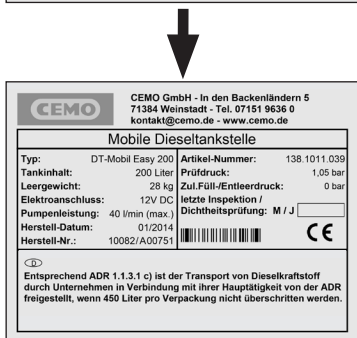 CEMO
CEMO GmbH - In den Backenländern 5
71384 Weinstadt - Tel. 07151 9636 0
kontakt@cemo.de - www.cemo.de
Mobile Dieseltankstelle
Typ: DT-Mobil Easy 200
Tankinhalt: 200 Liter
Leergewicht: 28 kg
Elektroanschluss: 12V DC
Pumpenleistung: 40 l/min (max.)
Herstell-Datum: 01/2014
Herstell-Nr.: 10082/A00751
Artikel-Nummer: 138.1011.039
Prüfdruck: 1,05 bar
Zul.Füll-/Entleerdruck: 0 bar
letzte Inspektion /
Dichtheitsprüfung: M / J
CE
D
Entsprechend ADR 1.1.3.1 c) ist der Transport von Dieselkraftstoff
durch Unternehmen in Verbindung mit ihrer Hauptätigkeit von der ADR
freigestellt, wenn 450 Liter pro Verpackung nicht überschritten werden.